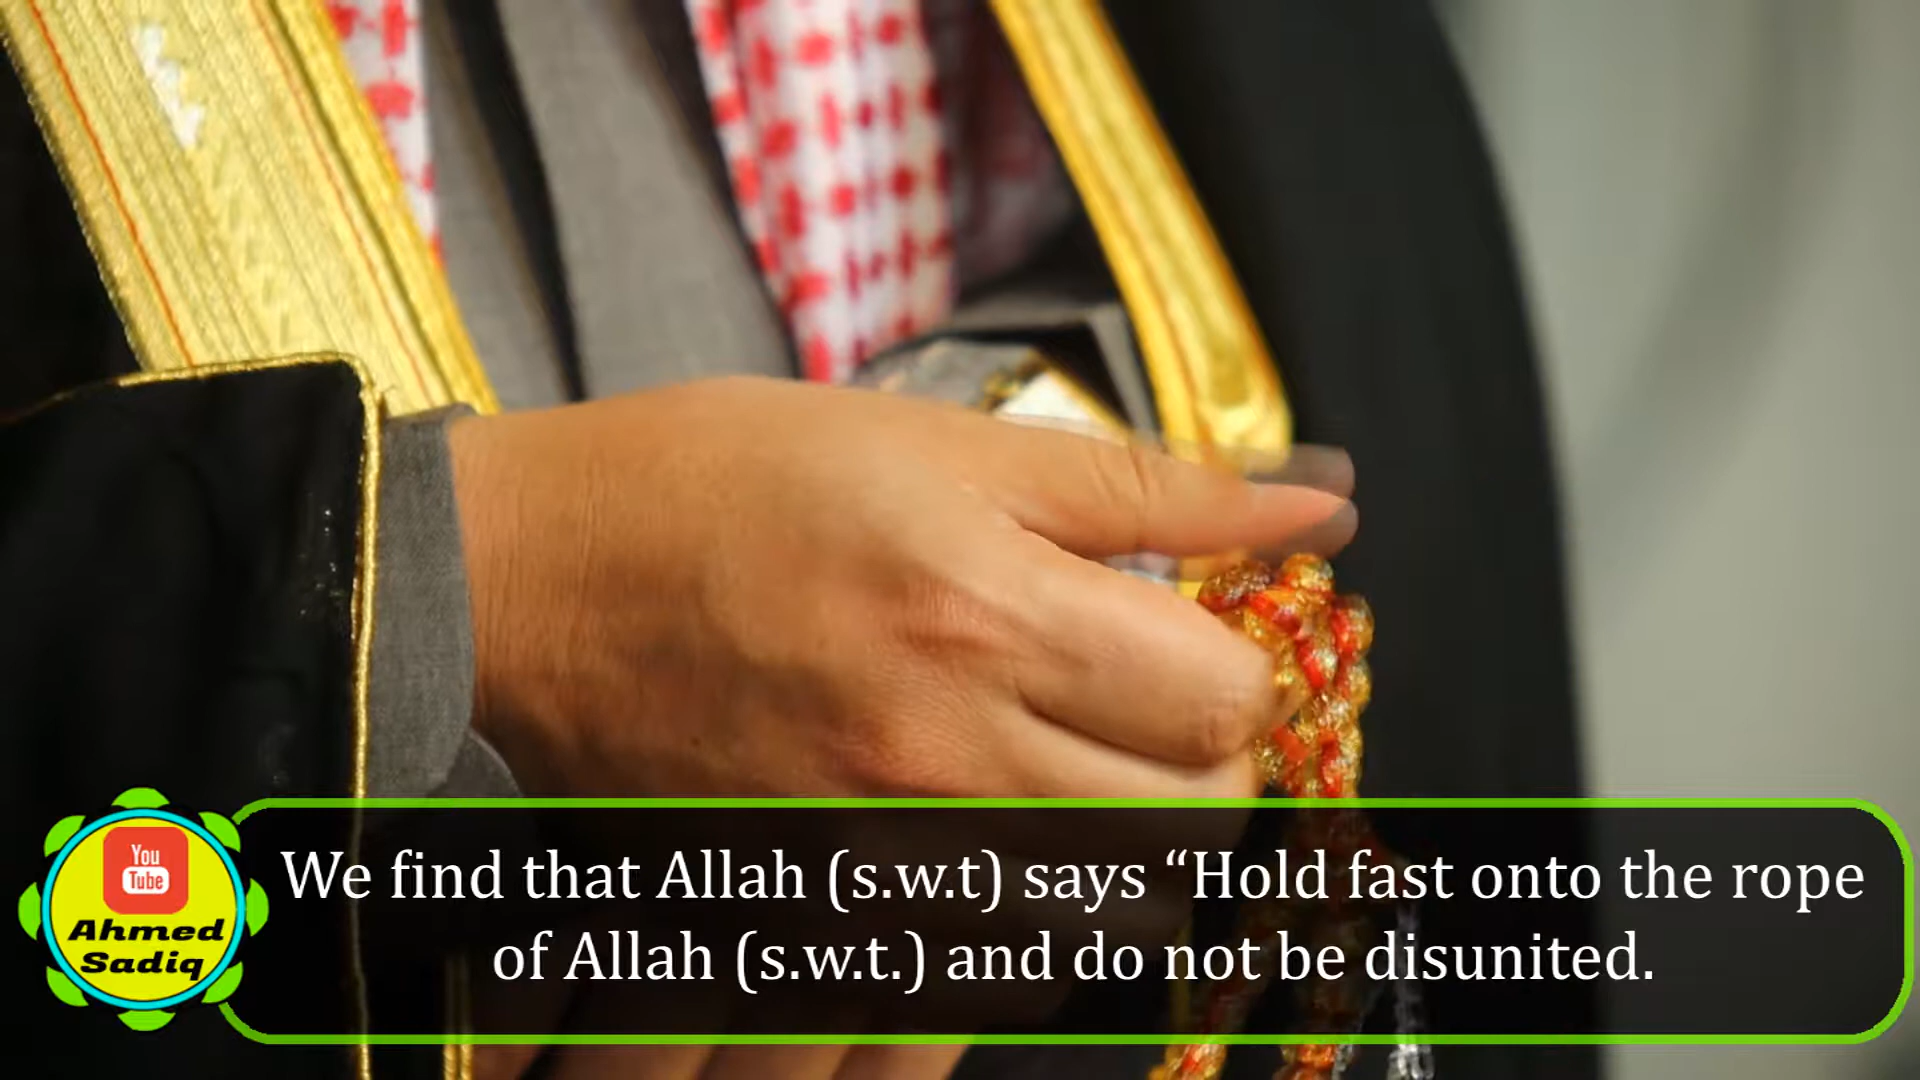 You
Tube
Ahmed
Sadiq
We find that Allah (s.w.t) says “Hold fast onto the rope
of Allah (s.w.t.) and do not be disunited.